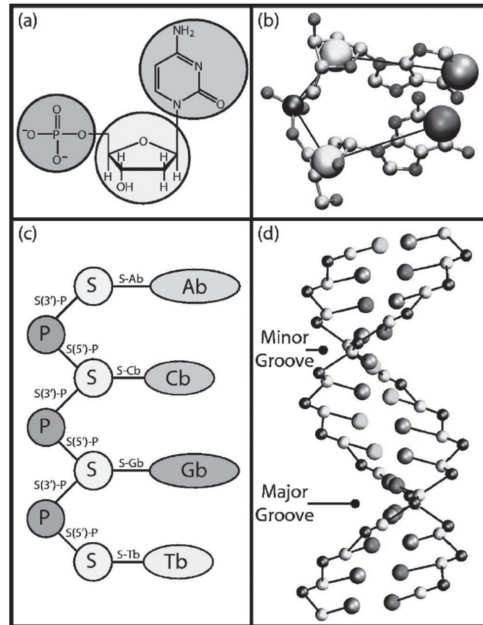 (a)
NH₂
N
N
O
O
⁻O-P-O
O⁻
O
H H
H H
OH H
(b)
(c)
S S-Ab Ab
S(3')-P
P
S(5')-P
S S-Cb Cb
S(3')-P
P
S(5')-P
S S-Gb Gb
S(3')-P
P
S(5')-P
S S-Tb Tb
(d)
Minor
Groove
Major
Groove